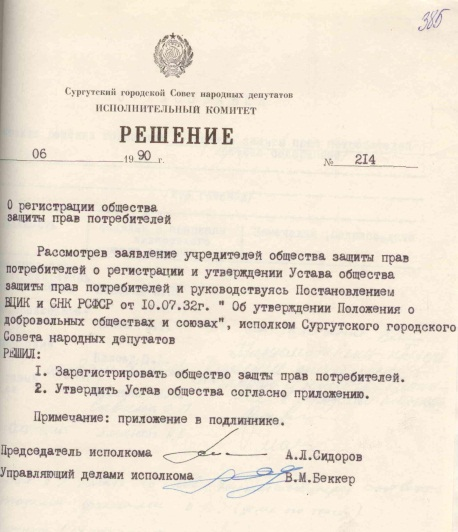 385
Сургутский городской Совет народных депутатов
ИСПОЛНИТЕЛЬНЫЙ КОМИТЕТ
РЕШЕНИЕ
06 1990 г. № 214
О регистрации общества
защиты прав потребителей
Рассмотрев заявление учредителей общества защиты прав
потребителей о регистрации и утверждении Устава общества
защиты прав потребителей и руководствуясь Постановлением
ВЦИК и СНК РСФСР от 10.07.32г. " Об утверждении Положения о
добровольных обществах и союзах", исполком Сургутского городского
Совета народных депутатов
РЕШИЛ:
1. Зарегистрировать общество защты прав потребителей.
2. Утвердить Устав общества согласно приложению.
Примечание: приложение в подлиннике.
Председатель исполкома А.Л.Сидоров
Управляющий делами исполкома В.М.Беккер